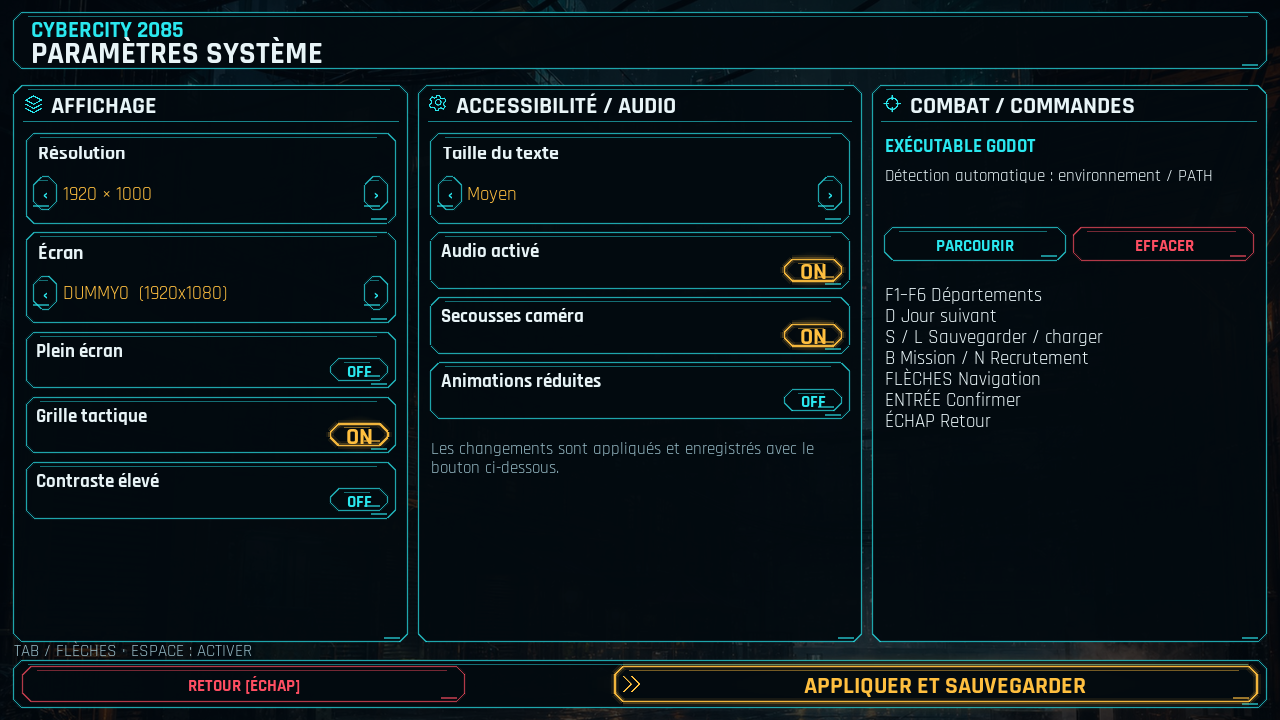 CYBERCITY 2085
PARAMÈTRES SYSTÈME
AFFICHAGE
Résolution
‹ 1920 × 1000 ›
Écran
‹ DUMMY0 (1920x1080) ›
Plein écran
OFF
Grille tactique
ON
Contraste élevé
OFF
ACCESSIBILITÉ / AUDIO
Taille du texte
‹ Moyen ›
Audio activé
ON
Secousses caméra
ON
Animations réduites
OFF
Les changements sont appliqués et enregistrés avec le
bouton ci-dessous.
COMBAT / COMMANDES
EXÉCUTABLE GODOT
Détection automatique : environnement / PATH
PARCOURIR
EFFACER
F1–F6 Départements
D Jour suivant
S / L Sauvegarder / charger
B Mission / N Recrutement
FLÈCHES Navigation
ENTRÉE Confirmer
ÉCHAP Retour
TAB / FLÈCHES · ESPACE : ACTIVER
RETOUR [ÉCHAP]
APPLIQUER ET SAUVEGARDER